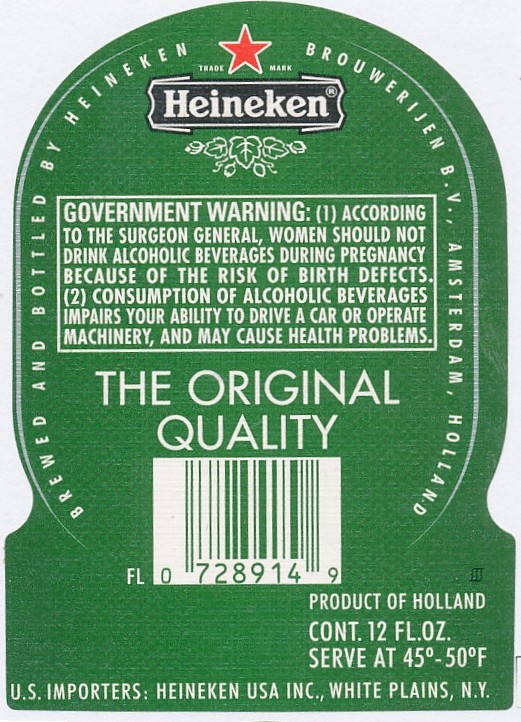 BREWED AND BOTTLED BY HEINEKEN BROUWERIJEN B.V., AMSTERDAM, HOLLAND
TRADE MARK
Heineken®
GOVERNMENT WARNING: (1) ACCORDING
TO THE SURGEON GENERAL, WOMEN SHOULD NOT
DRINK ALCOHOLIC BEVERAGES DURING PREGNANCY
BECAUSE OF THE RISK OF BIRTH DEFECTS.
(2) CONSUMPTION OF ALCOHOLIC BEVERAGES
IMPAIRS YOUR ABILITY TO DRIVE A CAR OR OPERATE
MACHINERY, AND MAY CAUSE HEALTH PROBLEMS.
THE ORIGINAL
QUALITY
FL 0 728914 9
PRODUCT OF HOLLAND
CONT. 12 FL.OZ.
SERVE AT 45º-50ºF
U.S. IMPORTERS: HEINEKEN USA INC., WHITE PLAINS, N.Y.